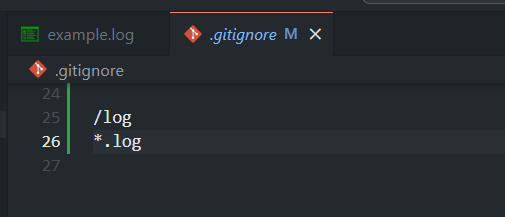 example.log
.gitignore M
.gitignore
24
25 /log
26 *.log
27